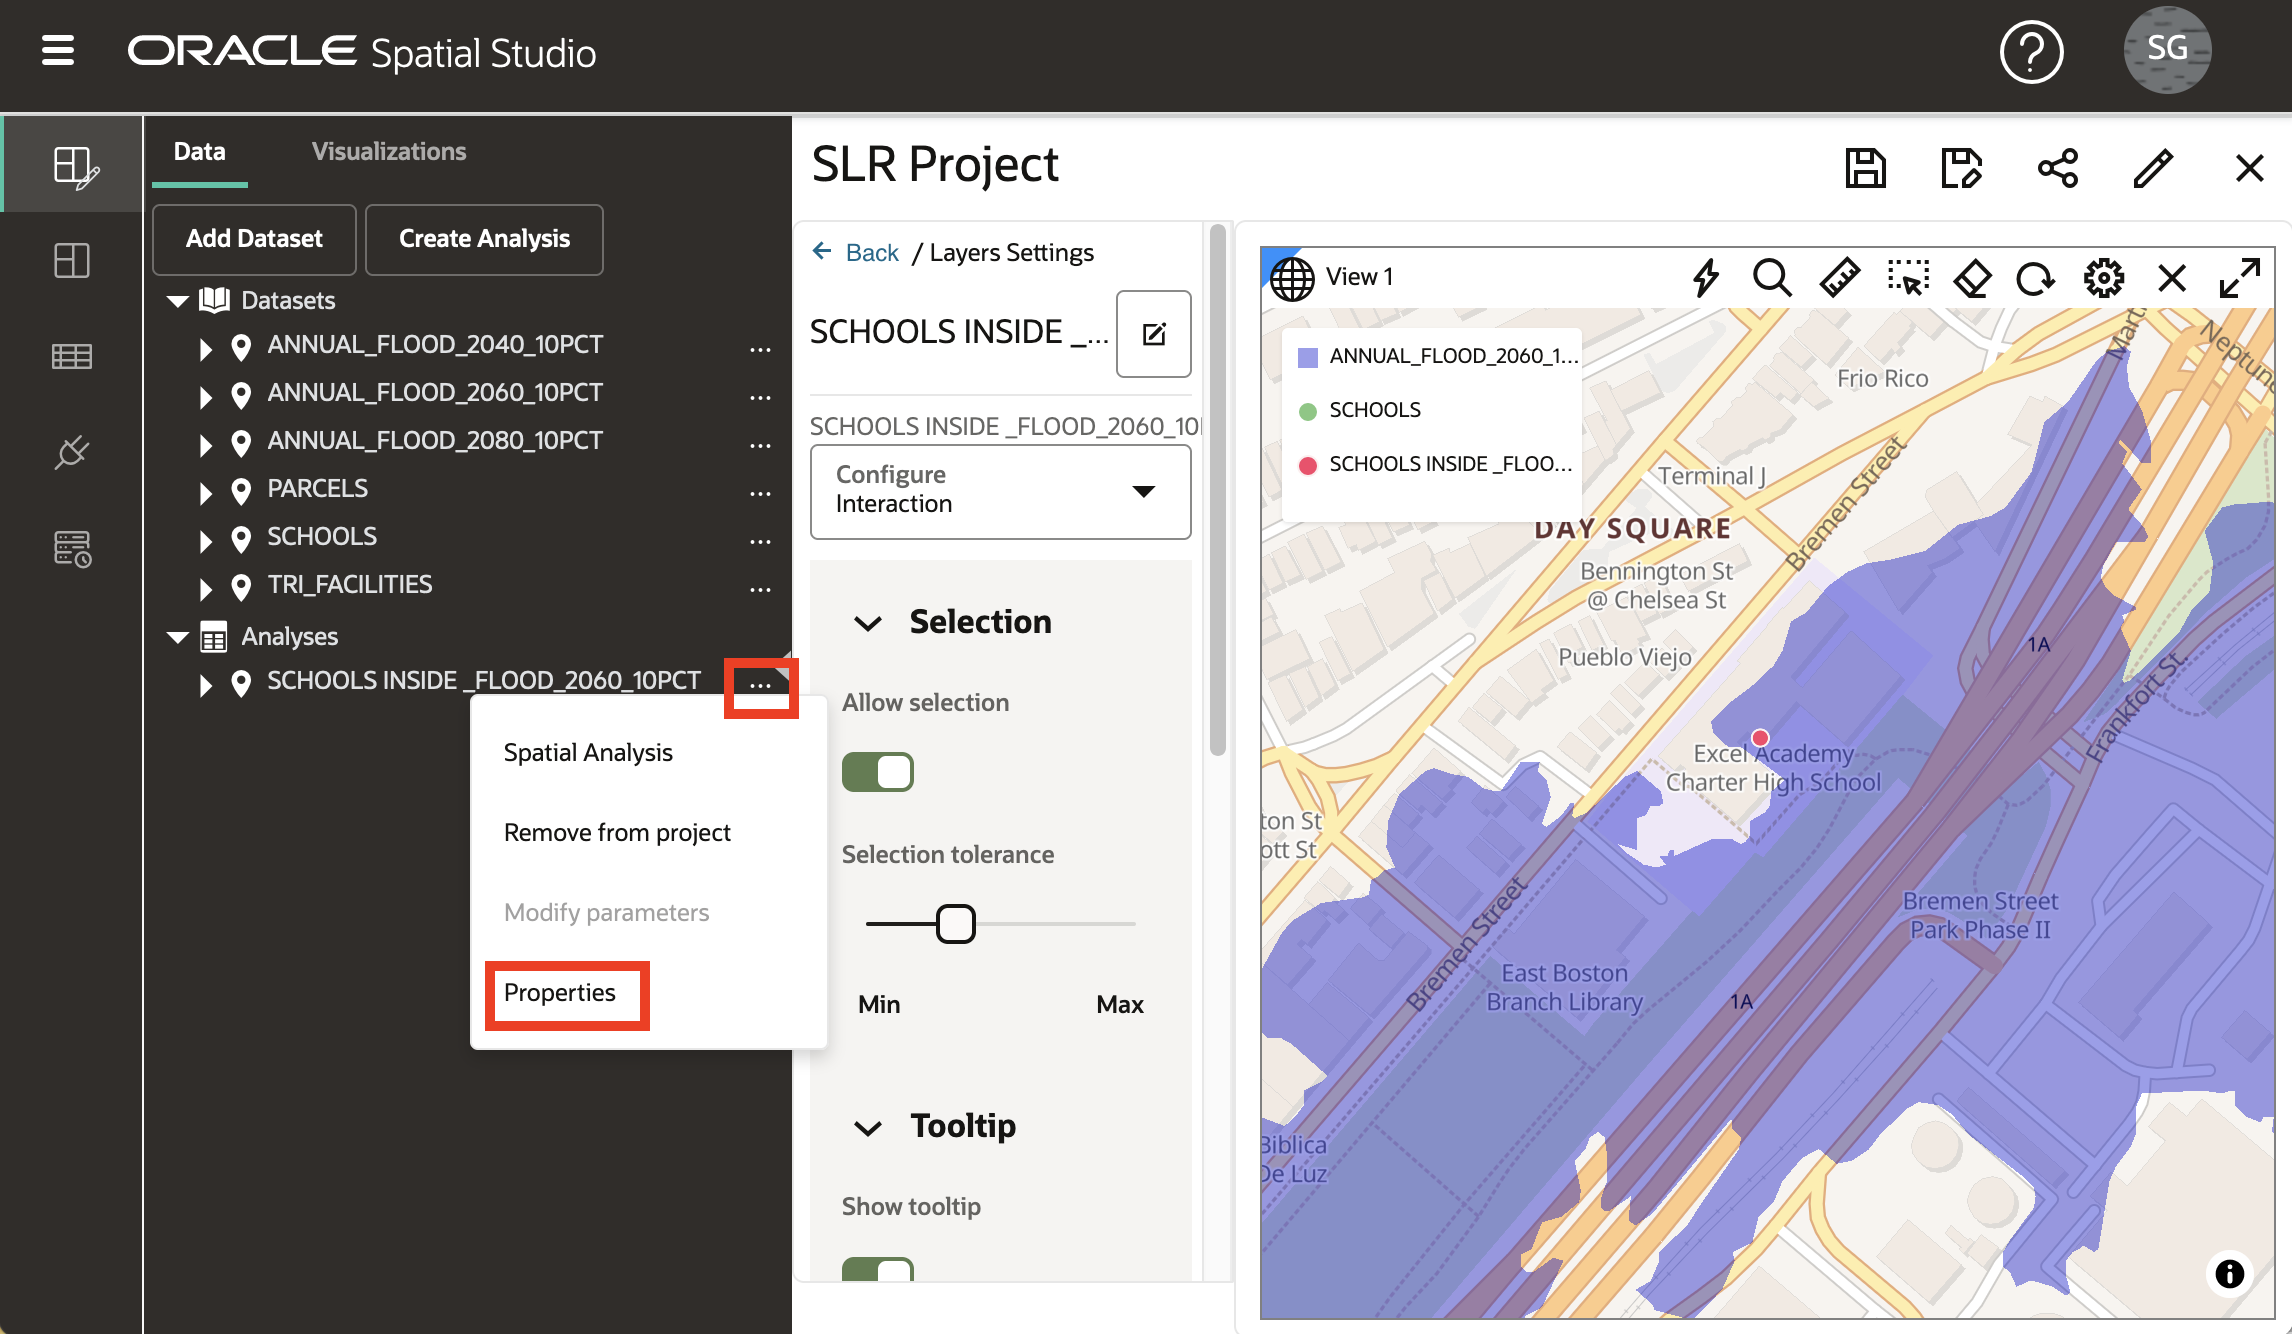 ORACLE Spatial Studio
SG
Data
Visualizations
Add Dataset
Create Analysis
Datasets
ANNUAL_FLOOD_2040_10PCT
ANNUAL_FLOOD_2060_10PCT
ANNUAL_FLOOD_2080_10PCT
PARCELS
SCHOOLS
TRI_FACILITIES
Analyses
SCHOOLS INSIDE _FLOOD_2060_10PCT
Spatial Analysis
Remove from project
Modify parameters
Properties
SLR Project
Back / Layers Settings
SCHOOLS INSIDE _...
SCHOOLS INSIDE _FLOOD_2060_10
Configure
Interaction
Selection
Allow selection
Selection tolerance
Min Max
Tooltip
Show tooltip
View 1
ANNUAL_FLOOD_2060_1...
SCHOOLS
SCHOOLS INSIDE _FLOO...
Frio Rico
Terminal J
DAY SQUARE
Bremen Street
Bennington St
@ Chelsea St
Pueblo Viejo
1A
Frankfort St.
Excel Academy
Charter High School
ton St
ott St
Bremen Street
Bremen Street
Park Phase II
East Boston
Branch Library
1A
Biblica
De Luz